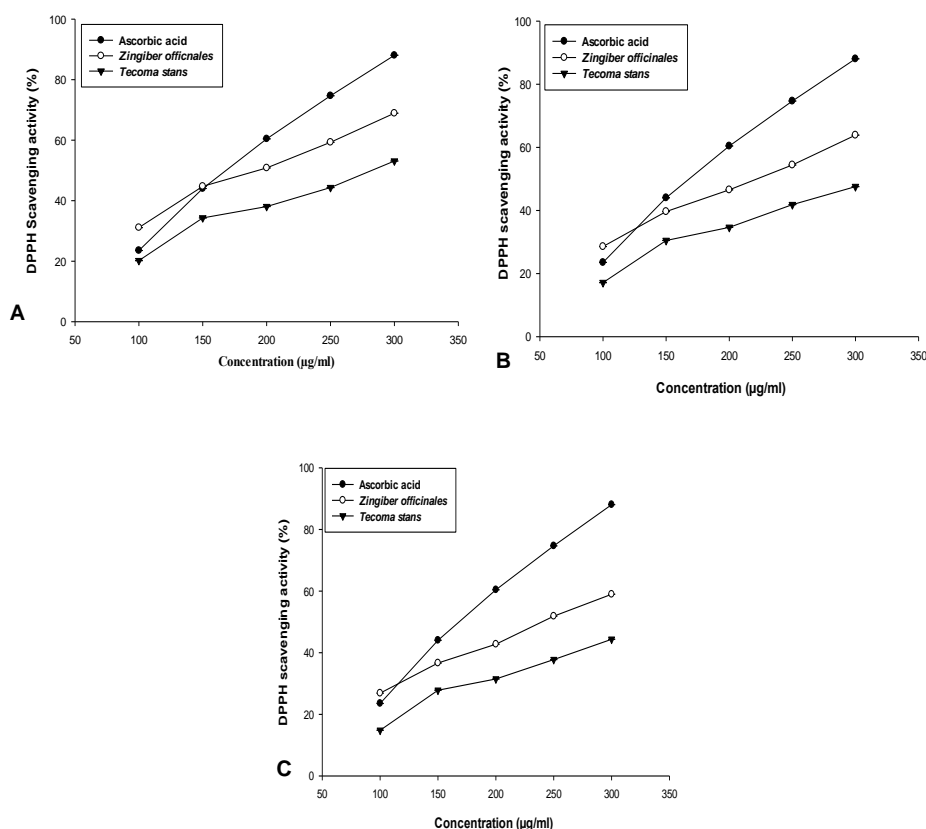 100
80
60
40
20
0
DPPH Scavenging activity (%)
Ascorbic acid
Zingiber officnales
Tecoma stans
50 100 150 200 250 300 350
Concentration (µg/ml)
A
100
80
60
40
20
0
DPPH scavenging activity (%)
Ascorbic acid
Zingiber officinales
Tecoma stans
50 100 150 200 250 300 350
Concentration (µg/ml)
B
100
80
60
40
20
0
DPPH scavenging activity (%)
Ascorbic acid
Zingiber officinales
Tecoma stans
50 100 150 200 250 300 350
Concentration (µg/ml)
C